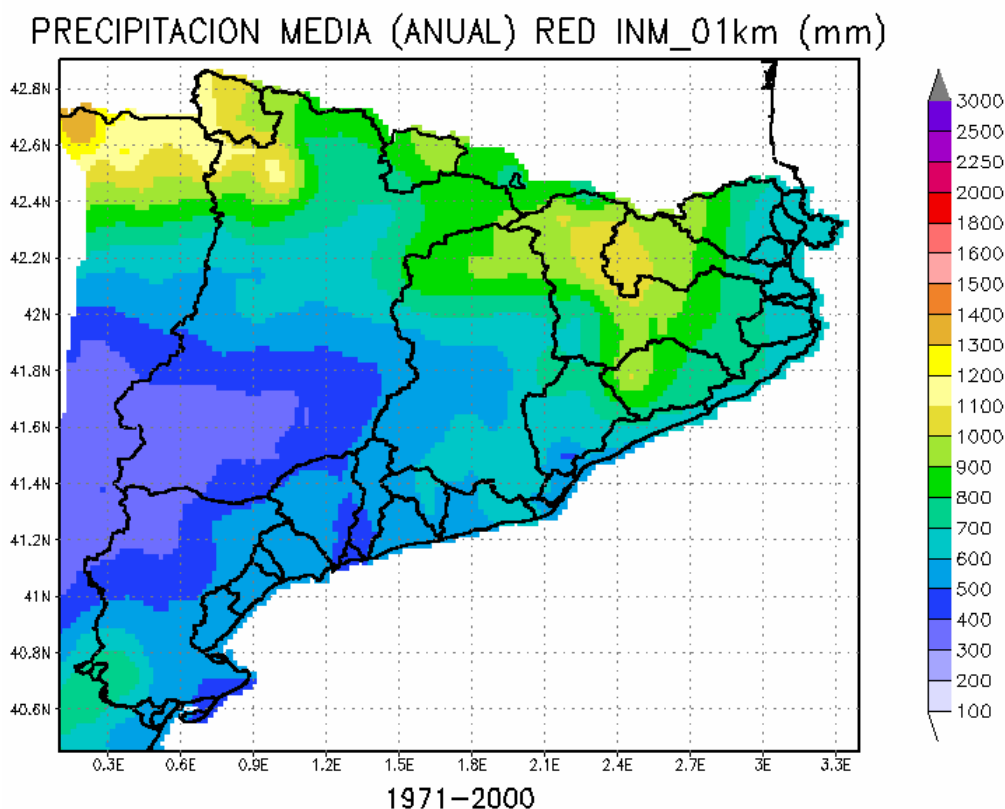 PRECIPITACION MEDIA (ANUAL) RED INM_01km (mm)
42.8N
42.6N
42.4N
42.2N
42N
41.8N
41.6N
41.4N
41.2N
41N
40.8N
40.6N
0.3E 0.6E 0.9E 1.2E 1.5E 1.8E 2.1E 2.4E 2.7E 3E 3.3E
1971-2000
3000
2500
2250
2000
1800
1600
1500
1400
1300
1200
1100
1000
900
800
700
600
500
400
300
200
100